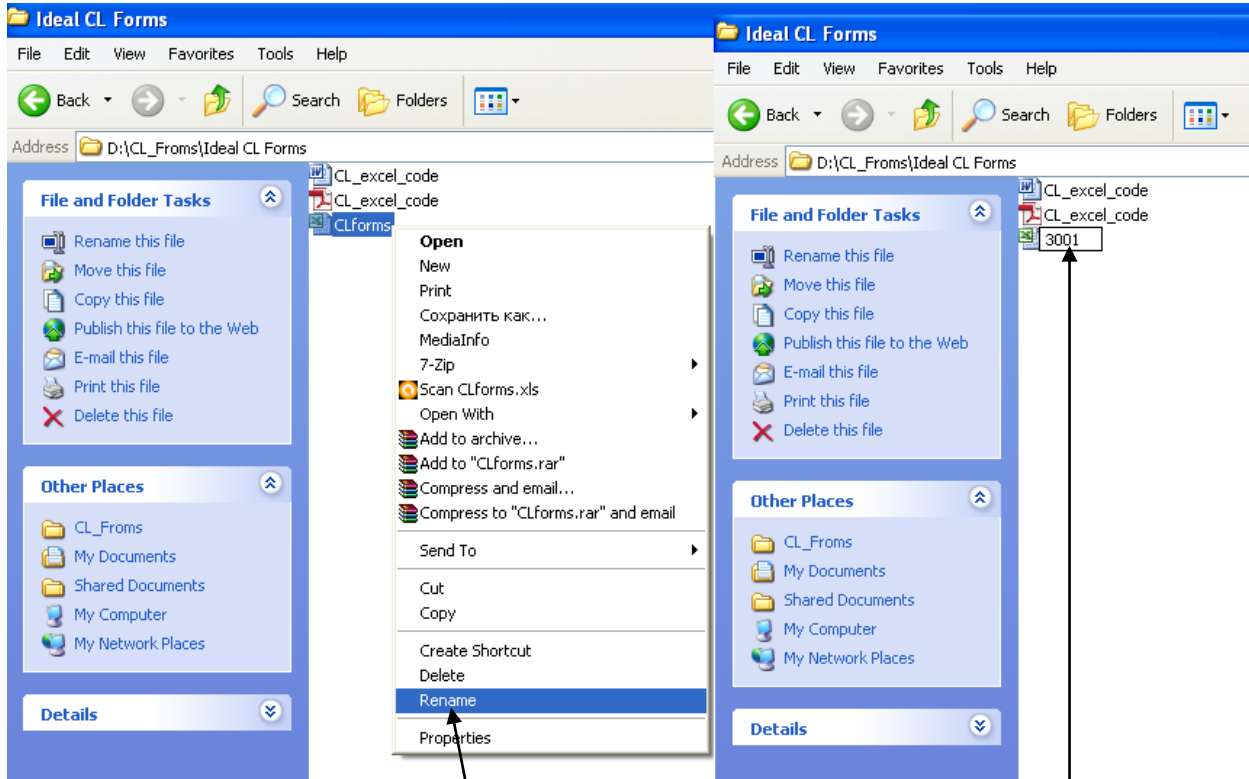 Ideal CL Forms
File Edit View Favorites Tools Help
Back Search Folders
Address D:\CL_Froms\Ideal CL Forms
File and Folder Tasks
Rename this file
Move this file
Copy this file
Publish this file to the Web
E-mail this file
Print this file
Delete this file
Other Places
CL_Froms
My Documents
Shared Documents
My Computer
My Network Places
Details
CL_excel_code
CL_excel_code
CLforms
Open
New
Print
Сохранить как...
MediaInfo
7-Zip
Scan CLforms.xls
Open With
Add to archive...
Add to "CLforms.rar"
Compress and email...
Compress to "CLforms.rar" and email
Send To
Cut
Copy
Create Shortcut
Delete
Rename
Properties
Ideal CL Forms
File Edit View Favorites Tools Help
Back Search Folders
Address D:\CL_Froms\Ideal CL Forms
File and Folder Tasks
Rename this file
Move this file
Copy this file
Publish this file to the Web
E-mail this file
Print this file
Delete this file
Other Places
CL_Froms
My Documents
Shared Documents
My Computer
My Network Places
Details
CL_excel_code
CL_excel_code
3001